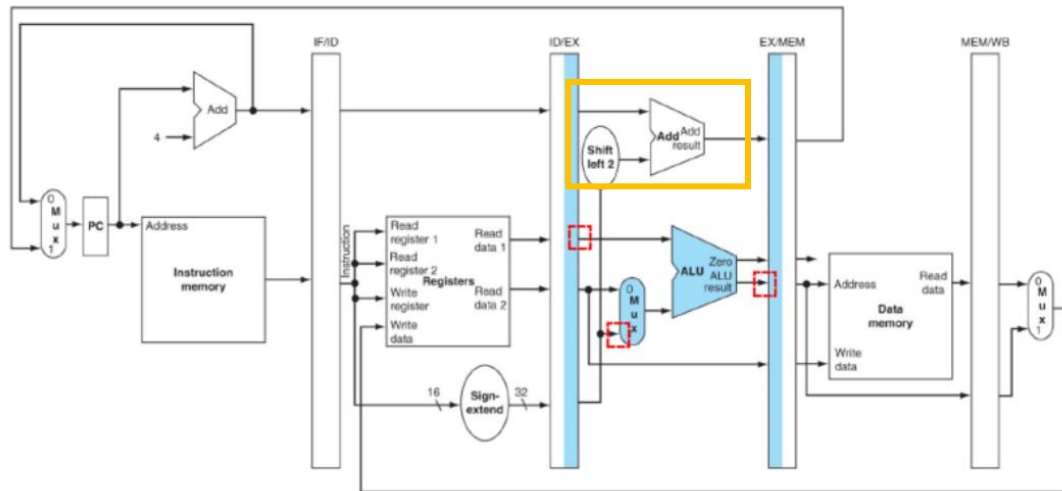 IF/ID
ID/EX
EX/MEM
MEM/WB
Add
4
Shift
left 2
Add
Add
result
0
M
u
x
1
PC
Address
Instruction
memory
Instruction
Read
register 1
Read
register 2
Write
register
Write
data
Registers
Read
data 1
Read
data 2
16
Sign-
extend
32
0
M
u
x
ALU
Zero
ALU
result
Address
Write
data
Data
memory
Read
data
0
M
u
x
1